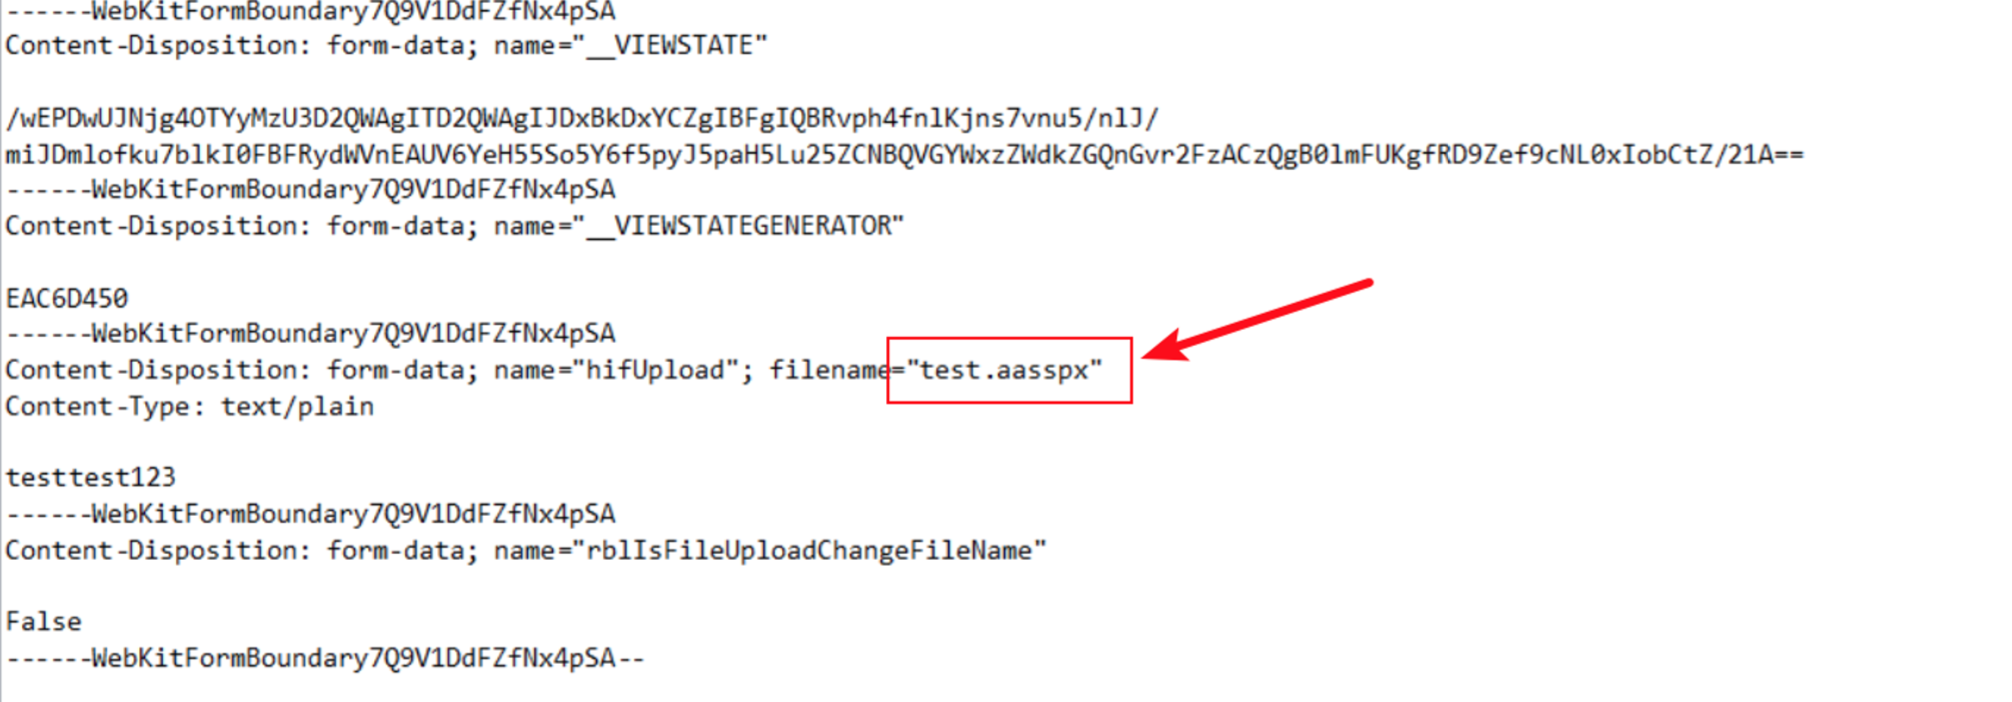 ------WebKitFormBoundary7Q9V1DdFZfNx4pSA
Content-Disposition: form-data; name="__VIEWSTATE"
/wEPDwUJNjg4OTYyMzU3D2QWAgITD2QWAgIJDxBkDxYCZgIBFgIQBRvph4fnlKjns7vnu5/nlJ/
miJDmlofku7blkI0FBFRydWVnEAUV6YeH55So5Y6f5pyJ5paH5Lu25ZCNBQVGYWxzZWdkZGQnGvr2FzACzQgB0lmFUKgfRD9Zef9cNL0xIobCtZ/21A==
------WebKitFormBoundary7Q9V1DdFZfNx4pSA
Content-Disposition: form-data; name="__VIEWSTATEGENERATOR"
EAC6D450
------WebKitFormBoundary7Q9V1DdFZfNx4pSA
Content-Disposition: form-data; name="hifUpload"; filename="test.aasspx"
Content-Type: text/plain
testtest123
------WebKitFormBoundary7Q9V1DdFZfNx4pSA
Content-Disposition: form-data; name="rblIsFileUploadChangeFileName"
False
------WebKitFormBoundary7Q9V1DdFZfNx4pSA--